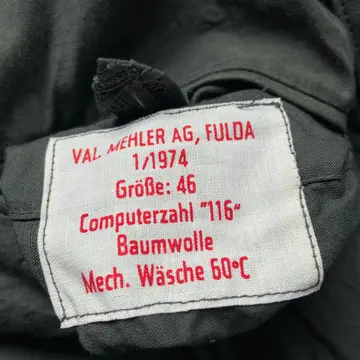 VAL. MEHLER AG, FULDA
1/1974
Größe: 46
Computerzahl "116"
Baumwolle
Mech. Wäsche 60°C